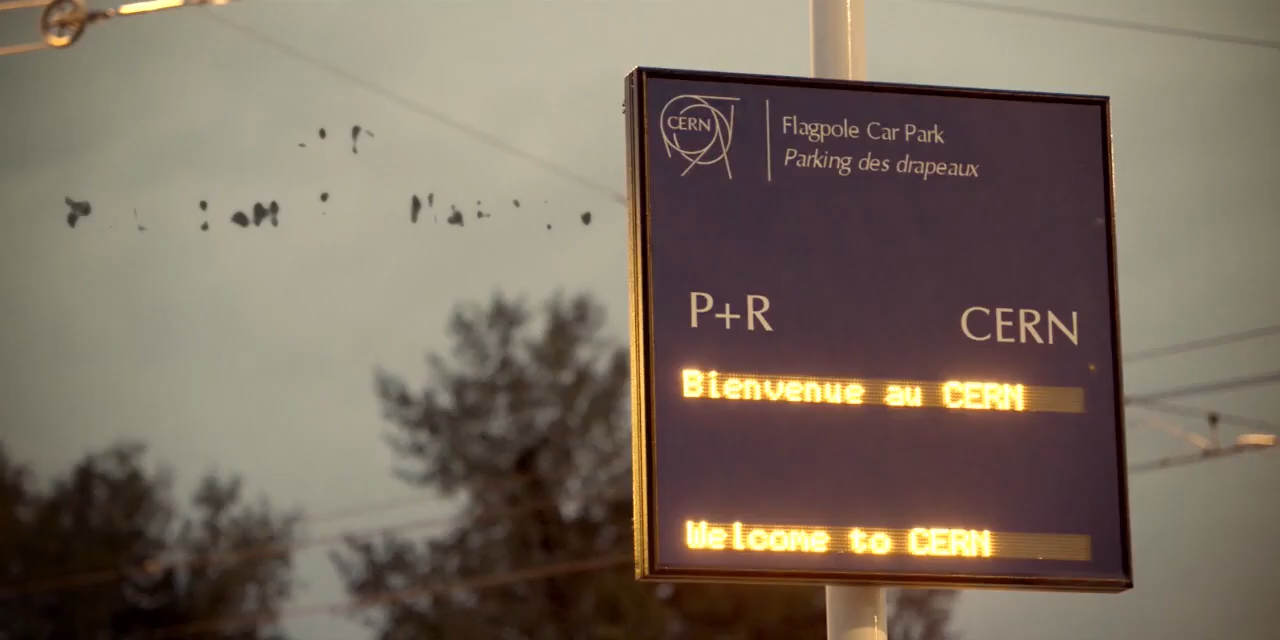 CERN
Flagpole Car Park
Parking des drapeaux
P+R CERN
Bienvenue au CERN
Welcome to CERN